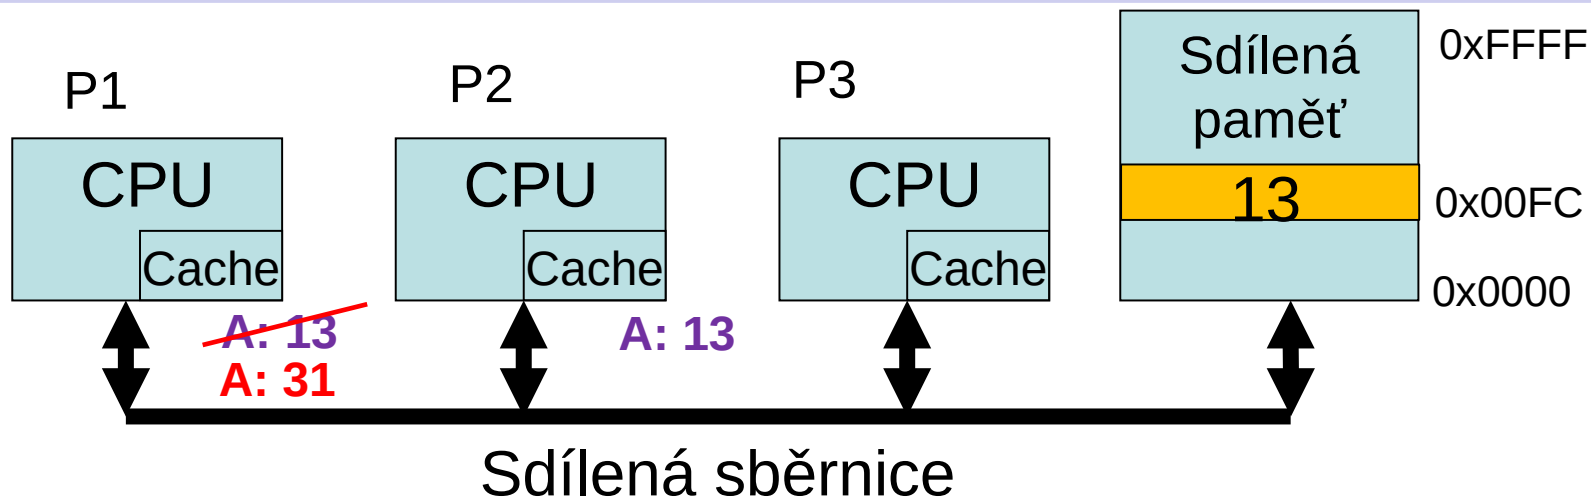 P1
P2
P3
Sdílená
paměť
0xFFFF
CPU
CPU
CPU
13
0x00FC
Cache
Cache
Cache
0x0000
A: 13
A: 13
A: 31
Sdílená sběrnice